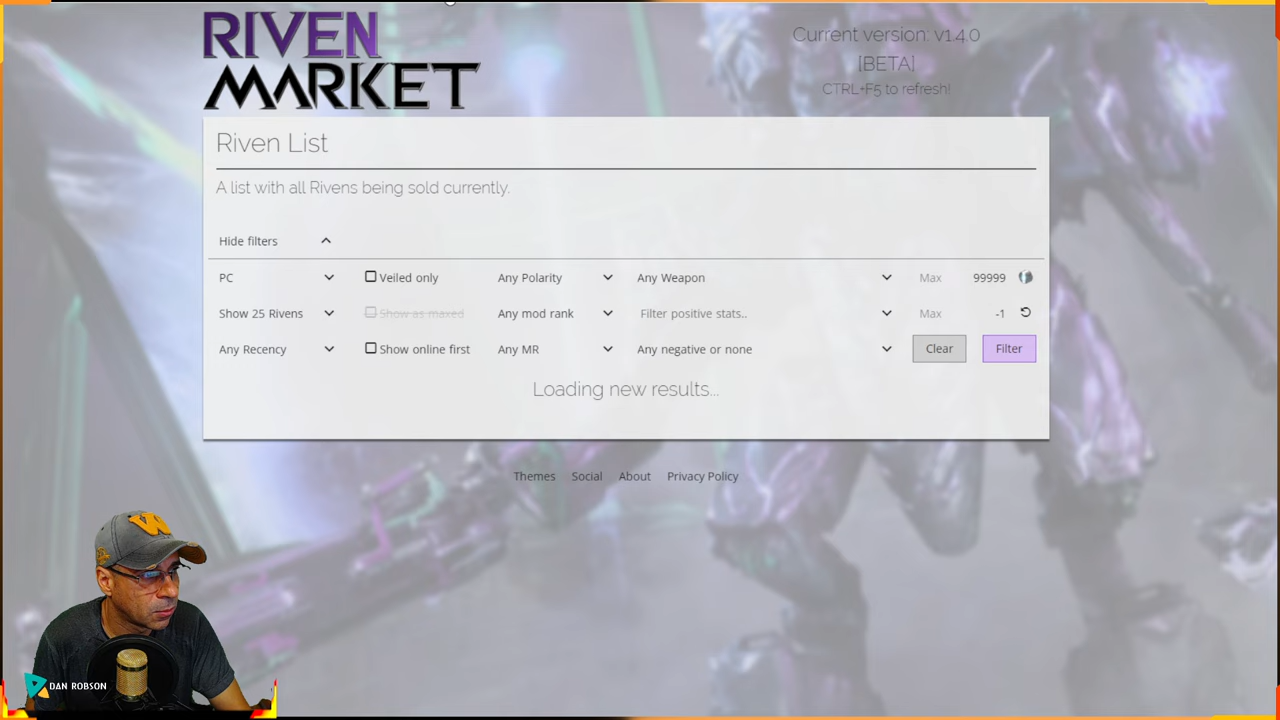 RIVEN
MARKET
Current version: v1.4.0
[BETA]
CTRL+F5 to refresh!
Riven List
A list with all Rivens being sold currently.
Hide filters
PC
Veiled only
Any Polarity
Any Weapon
Max
99999
Show 25 Rivens
Show as maxed
Any mod rank
Filter positive stats..
Max
-1
Any Recency
Show online first
Any MR
Any negative or none
Clear
Filter
Loading new results...
Themes
Social
About
Privacy Policy
W
DAN ROBSON